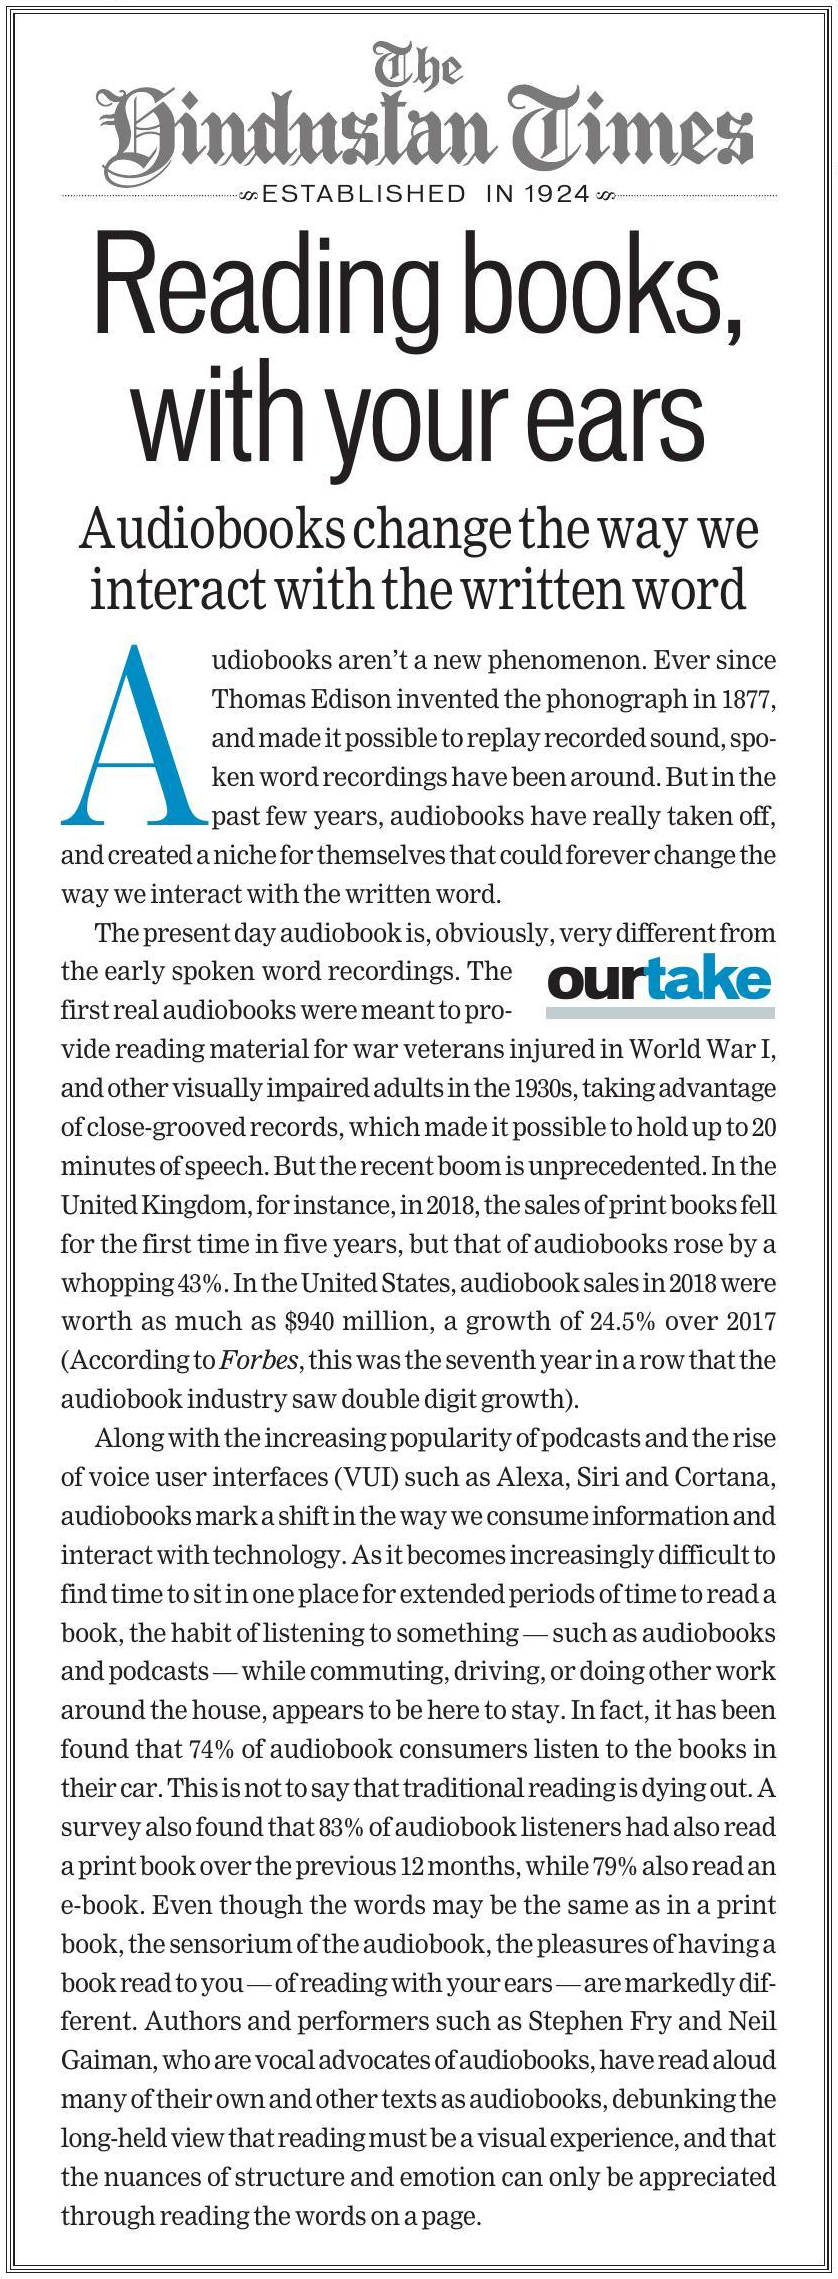 The
Hindustan Times
ESTABLISHED IN 1924
Reading books,
with your ears
Audiobooks change the way we
interact with the written word
Audiobooks aren't a new phenomenon. Ever since
Thomas Edison invented the phonograph in 1877,
and made it possible to replay recorded sound, spo-
ken word recordings have been around. But in the
past few years, audiobooks have really taken off,
and created a niche for themselves that could forever change the
way we interact with the written word.
The present day audiobook is, obviously, very different from
the early spoken word recordings. The
first real audiobooks were meant to pro-
ourtake
vide reading material for war veterans injured in World War I,
and other visually impaired adults in the 1930s, taking advantage
of close-grooved records, which made it possible to hold up to 20
minutes of speech. But the recent boom is unprecedented. In the
United Kingdom, for instance, in 2018, the sales of print books fell
for the first time in five years, but that of audiobooks rose by a
whopping 43%. In the United States, audiobook sales in 2018 were
worth as much as $940 million, a growth of 24.5% over 2017
(According to Forbes, this was the seventh year in a row that the
audiobook industry saw double digit growth).
Along with the increasing popularity of podcasts and the rise
of voice user interfaces (VUI) such as Alexa, Siri and Cortana,
audiobooks mark a shift in the way we consume information and
interact with technology. As it becomes increasingly difficult to
find time to sit in one place for extended periods of time to read a
book, the habit of listening to something — such as audiobooks
and podcasts — while commuting, driving, or doing other work
around the house, appears to be here to stay. In fact, it has been
found that 74% of audiobook consumers listen to the books in
their car. This is not to say that traditional reading is dying out. A
survey also found that 83% of audiobook listeners had also read
a print book over the previous 12 months, while 79% also read an
e-book. Even though the words may be the same as in a print
book, the sensorium of the audiobook, the pleasures of having a
book read to you — of reading with your ears — are markedly dif-
ferent. Authors and performers such as Stephen Fry and Neil
Gaiman, who are vocal advocates of audiobooks, have read aloud
many of their own and other texts as audiobooks, debunking the
long-held view that reading must be a visual experience, and that
the nuances of structure and emotion can only be appreciated
through reading the words on a page.